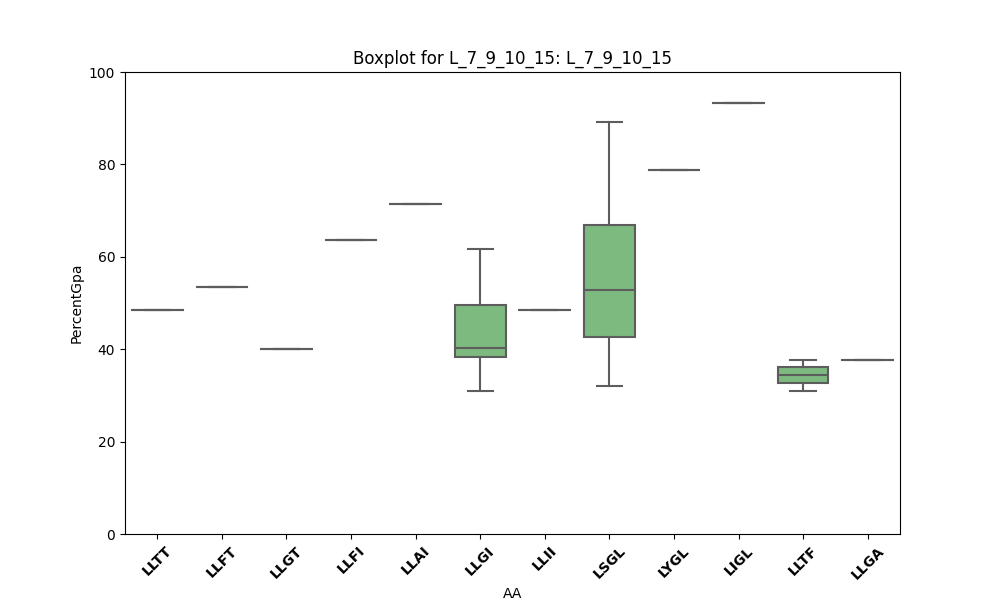 Boxplot for L_7_9_10_15: L_7_9_10_15
PercentGpa
100
80
60
40
20
0
LLTT LLFT LLGT LLFI LLAI LLGI LLII LSGL LYGL LIGL LLTF LLGA
AA